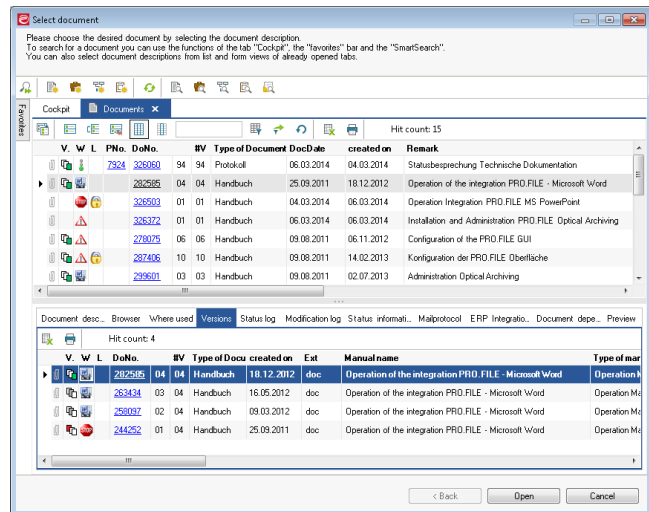 Select document
Please choose the desired document by selecting the document description.
To search for a document you can use the functions of the tab "Cockpit", the "favorites" bar and the "SmartSearch".
You can also select document descriptions from list and form views of already opened tabs.
Favorites
Cockpit Documents
Hit count: 15
V. W L PNo. DoNo. #V Type of Document DocDate created on Remark
7924 326060 94 94 Protokoll 06.03.2014 04.03.2014 Statusbesprechung Technische Dokumentation
282585 04 04 Handbuch 25.09.2011 18.12.2012 Operation of the integration PRO.FILE - Microsoft Word
326503 01 01 Handbuch 04.03.2014 06.03.2014 Operation Integration PRO.FILE MS PowerPoint
326372 01 01 Handbuch 06.03.2014 06.03.2014 Installation and Administration PRO.FILE Optical Archiving
278075 06 06 Handbuch 09.08.2011 06.11.2012 Configuration of the PRO.FILE GUI
287406 10 10 Handbuch 09.08.2011 14.02.2013 Konfiguration der PRO.FILE Oberfläche
299601 03 03 Handbuch 09.08.2011 02.07.2013 Administration Optical Archiving
Document desc... Browser Where used Versions Status log Modification log Status informati... Mailprotocol ERP Integratio... Document depe... Preview
Hit count: 4
V. W L DoNo. #V Type of Docu created on Ext Manual name Type of mar
282585 04 04 Handbuch 18.12.2012 doc Operation of the integration PRO.FILE - Microsoft Word Operation M
263434 03 04 Handbuch 16.05.2012 doc Operation of the integration PRO.FILE - Microsoft Word Operation Ma
258097 02 04 Handbuch 09.03.2012 doc Operation of the integration PRO.FILE - Microsoft Word Operation Ma
244252 01 04 Handbuch 25.09.2011 doc Operation of the integration PRO.FILE - Microsoft Word Operation Ma
< Back Open Cancel